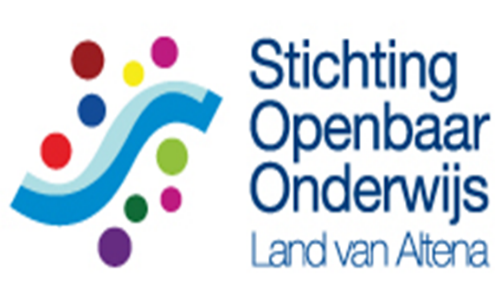 Stichting
Openbaar
Onderwijs
Land van Altena